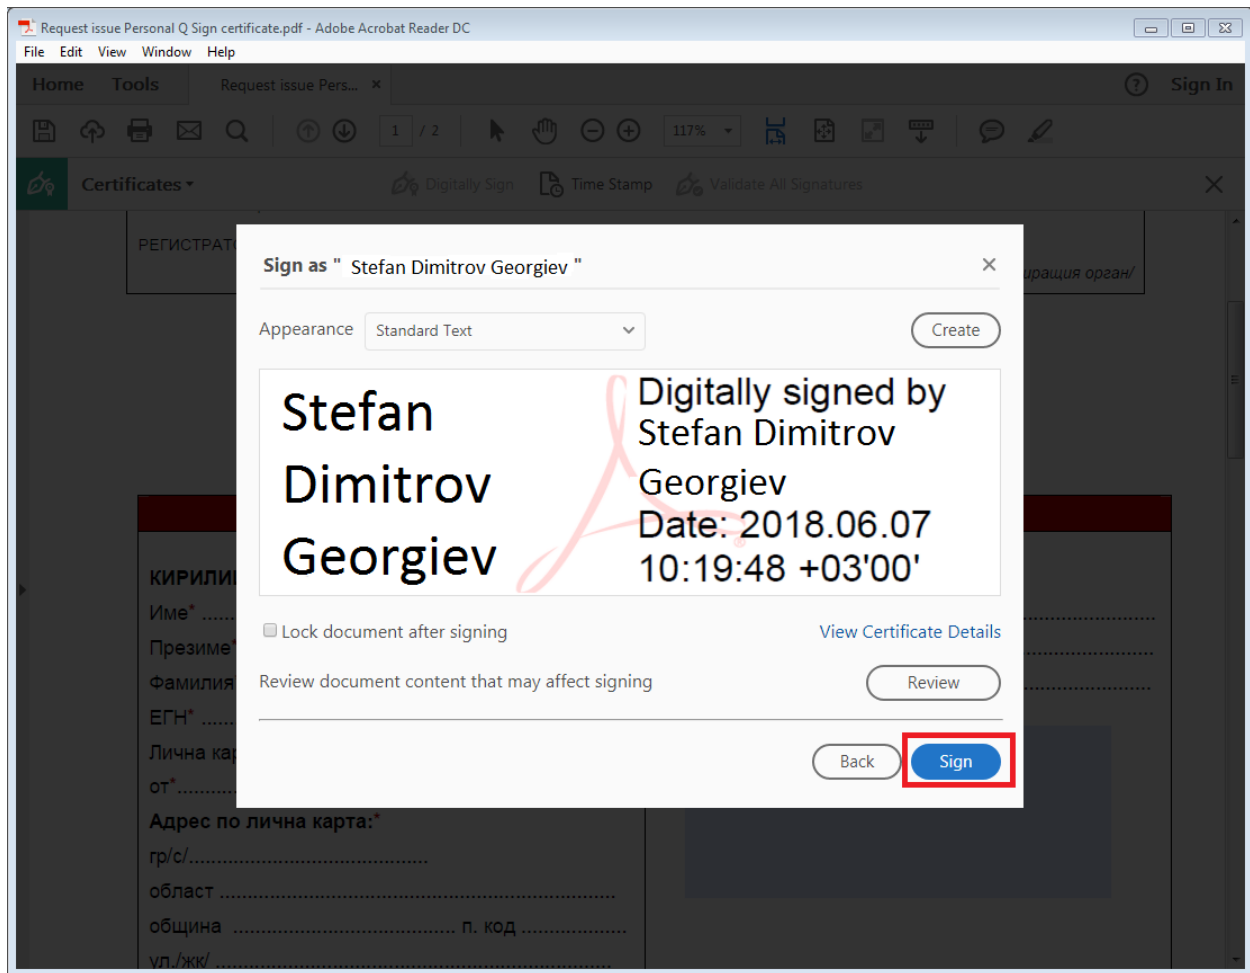 Request issue Personal Q Sign certificate.pdf - Adobe Acrobat Reader DC
File Edit View Window Help
Home Tools Request issue Pers... × ? Sign In
1 / 2 117%
Certificates Digitally Sign Time Stamp Validate All Signatures
РЕГИСТРАТО
иращия орган/
Sign as " Stefan Dimitrov Georgiev "
Appearance Standard Text Create
Stefan
Dimitrov
Georgiev
Digitally signed by
Stefan Dimitrov
Georgiev
Date: 2018.06.07
10:19:48 +03'00'
Lock document after signing View Certificate Details
Review document content that may affect signing Review
Back Sign
КИРИЛИ
Име* ......
Презиме*
Фамилия
ЕГН* ......
Лична кар
от*..........
Адрес по лична карта:*
гр/с/........................................
област ..................................................................
община ..................................... п. код ..................
ул./жк/ ..................................................................